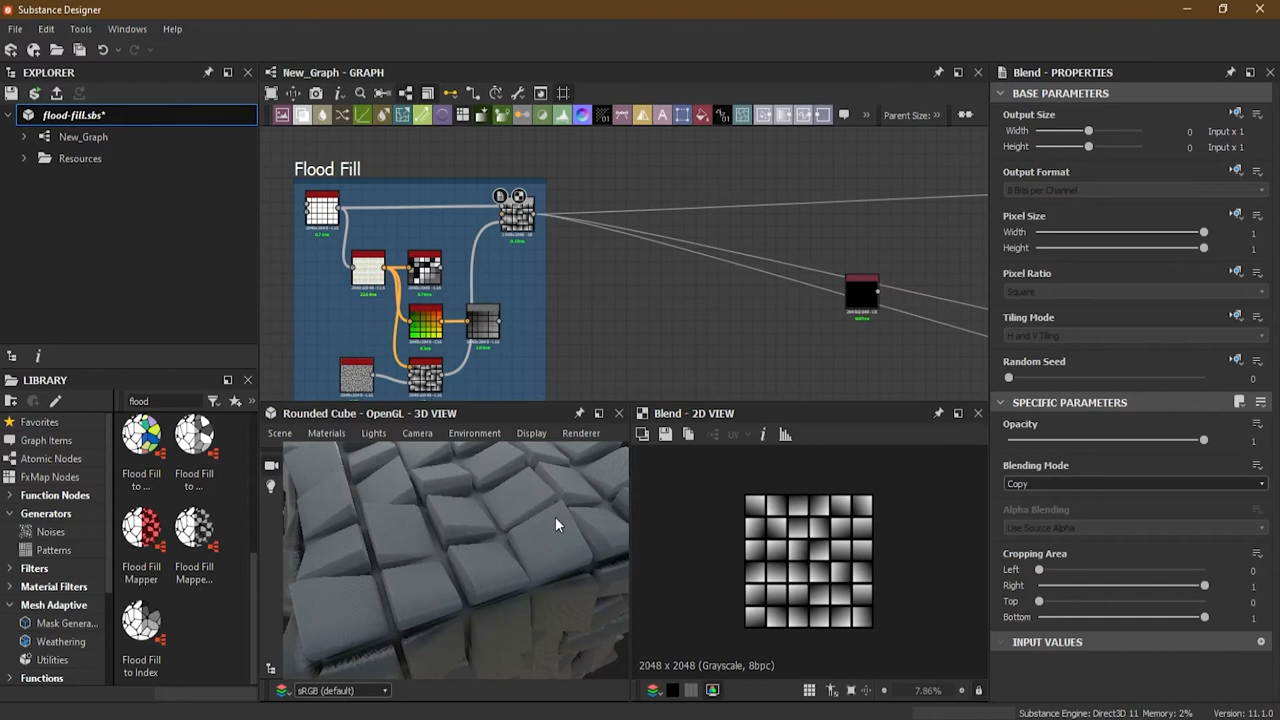 Substance Designer
File Edit Tools Windows Help
EXPLORER
flood-fill.sbs*
New_Graph
Resources
LIBRARY
flood
Favorites
Graph Items
Atomic Nodes
FxMap Nodes
Function Nodes
Generators
Noises
Patterns
Filters
Material Filters
Mesh Adaptive
Mask Genera...
Weathering
Utilities
Functions
Flood Fill to ...
Flood Fill to ...
Flood Fill Mapper
Flood Fill Mappe...
Flood Fill to Index
New_Graph - GRAPH
Parent Size: >>
Flood Fill
Rounded Cube - OpenGL - 3D VIEW
Scene Materials Lights Camera Environment Display Renderer
sRGB (default)
Blend - 2D VIEW
UV
2048 x 2048 (Grayscale, 8bpc)
7.86%
Blend - PROPERTIES
BASE PARAMETERS
Output Size
Width 0 Input x 1
Height 0 Input x 1
Output Format
8 Bits per Channel
Pixel Size
Width 1
Height 1
Pixel Ratio
Square
Tiling Mode
H and V Tiling
Random Seed
0
SPECIFIC PARAMETERS
Opacity
1
Blending Mode
Copy
Alpha Blending
Use Source Alpha
Cropping Area
Left 0
Right 1
Top 0
Bottom 1
INPUT VALUES
Substance Engine: Direct3D 11 Memory: 2% Version: 11.1.0